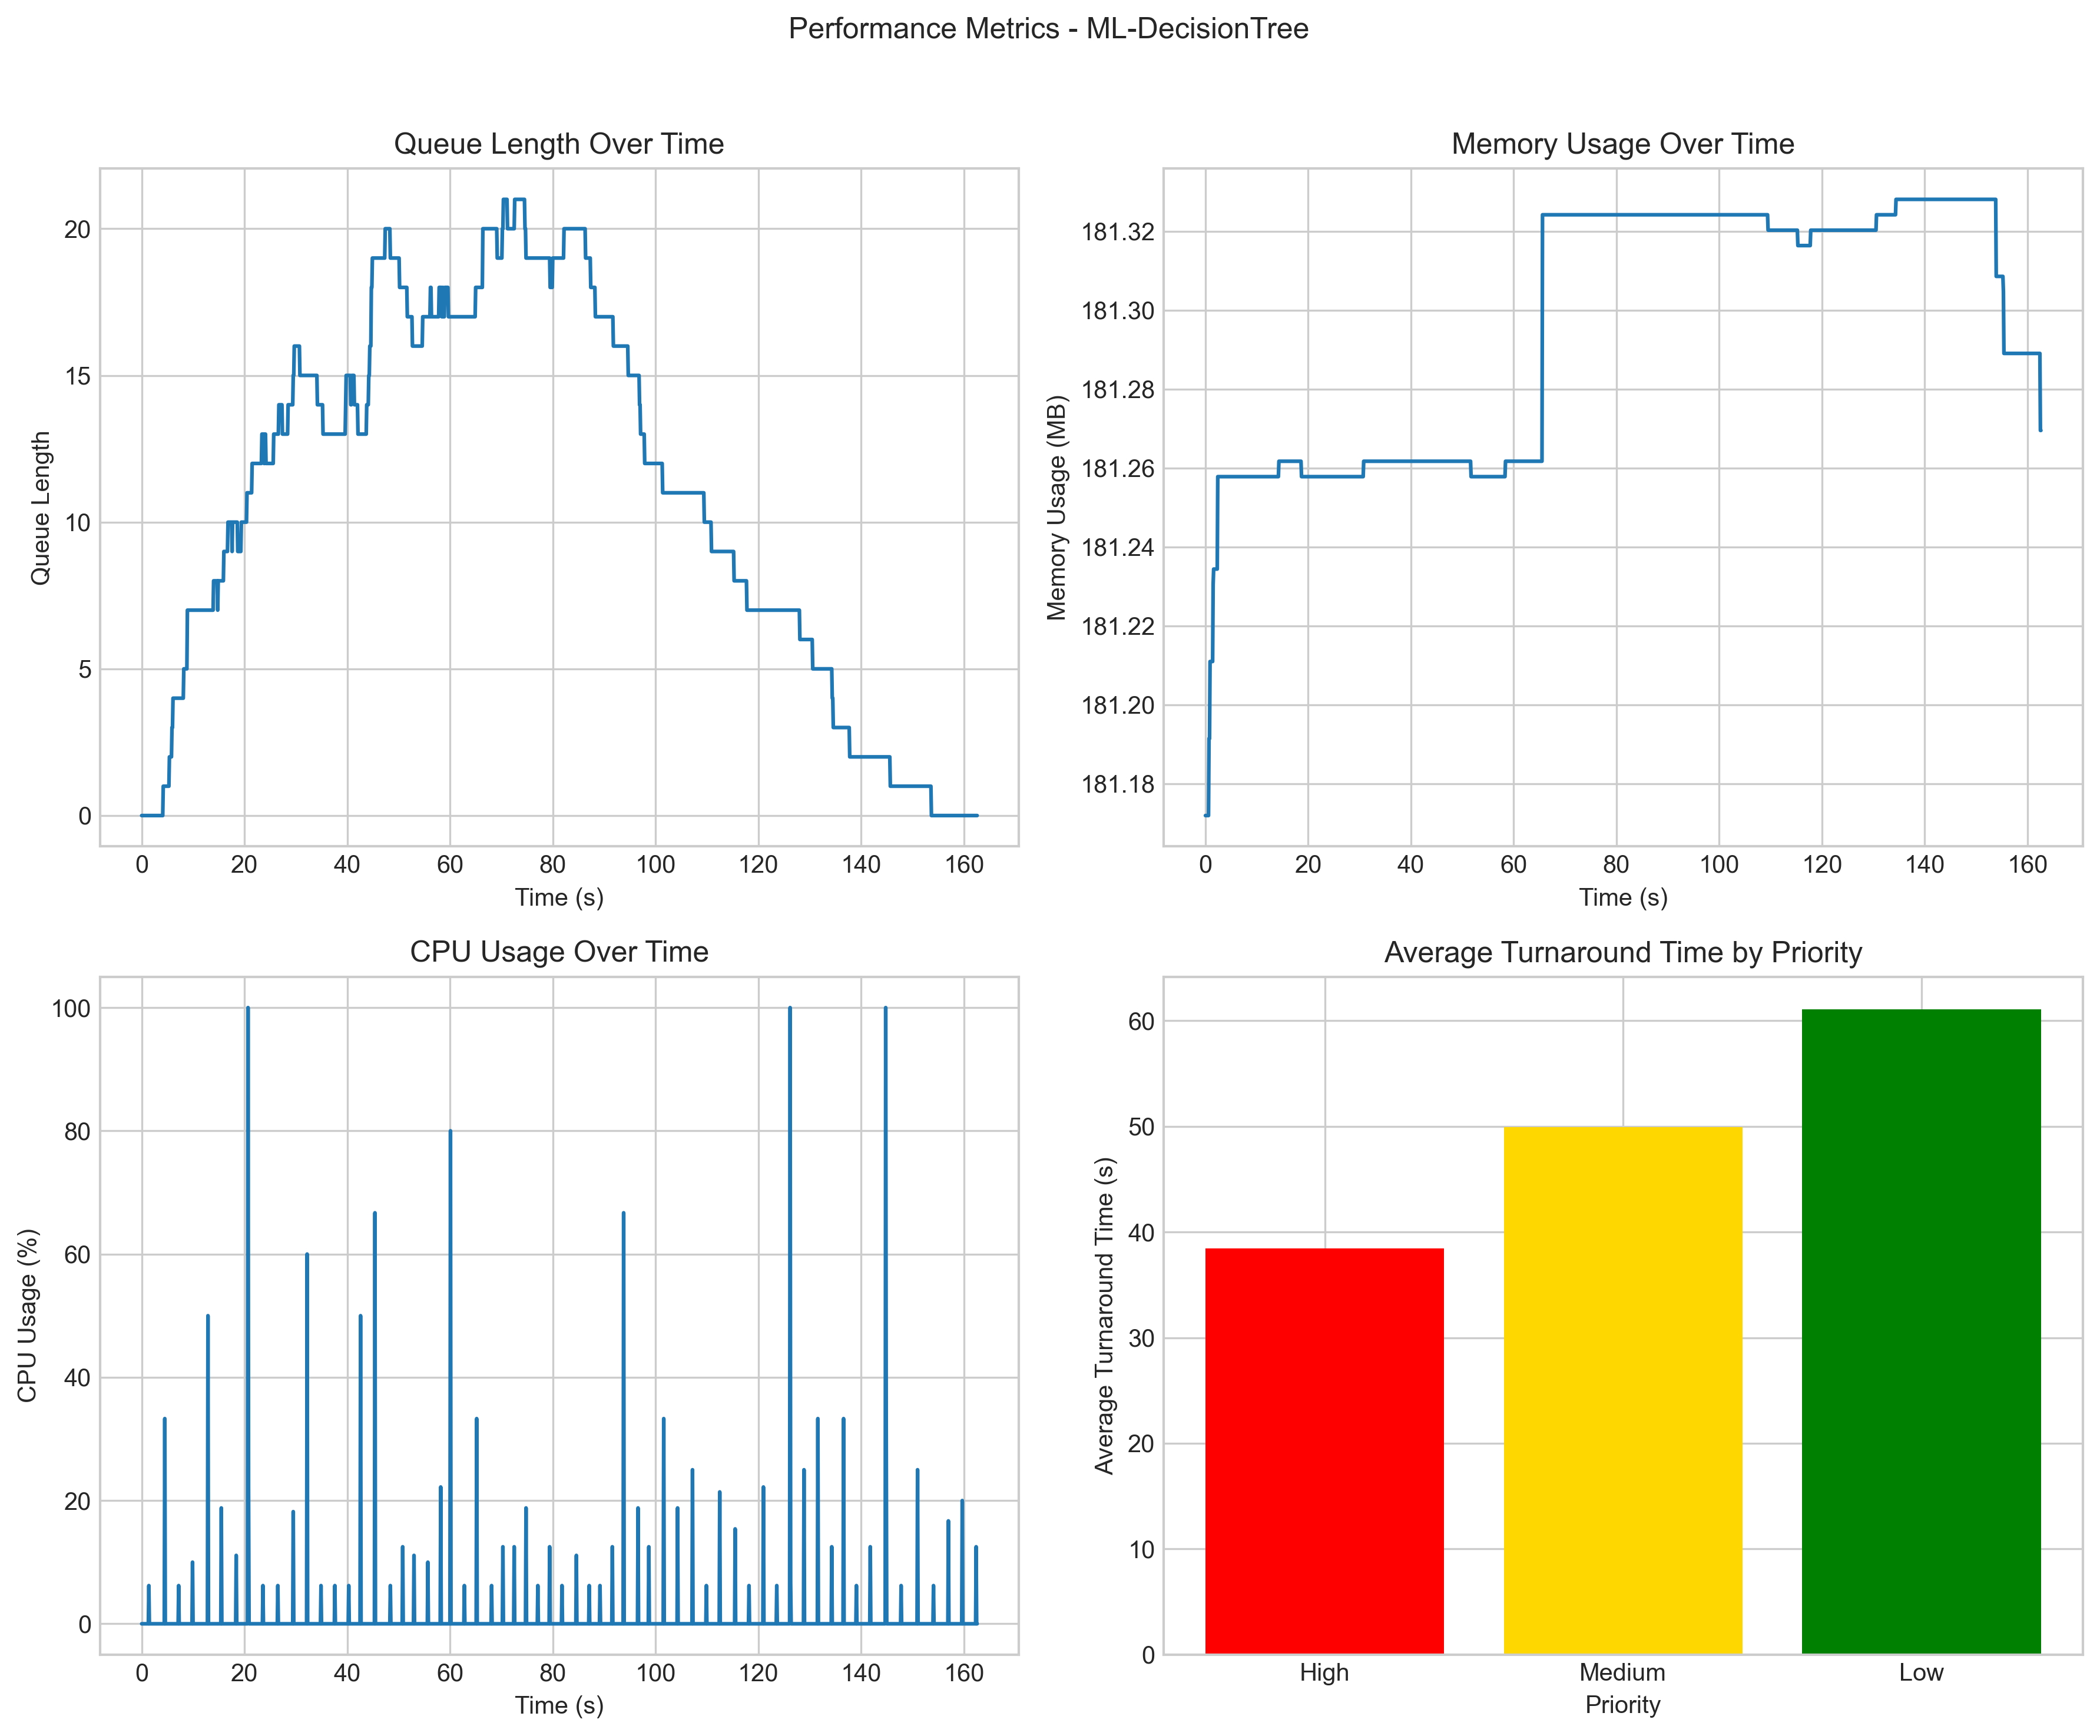 Performance Metrics - ML-DecisionTree
Queue Length Over Time
Queue Length
20
15
10
5
0
0 20 40 60 80 100 120 140 160
Time (s)
Memory Usage Over Time
Memory Usage (MB)
181.32
181.30
181.28
181.26
181.24
181.22
181.20
181.18
0 20 40 60 80 100 120 140 160
Time (s)
CPU Usage Over Time
CPU Usage (%)
100
80
60
40
20
0
0 20 40 60 80 100 120 140 160
Time (s)
Average Turnaround Time by Priority
Average Turnaround Time (s)
60
50
40
30
20
10
0
High Medium Low
Priority